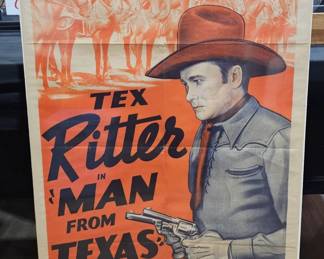 TEX
Ritter
IN
'MAN
FROM
TEXAS'